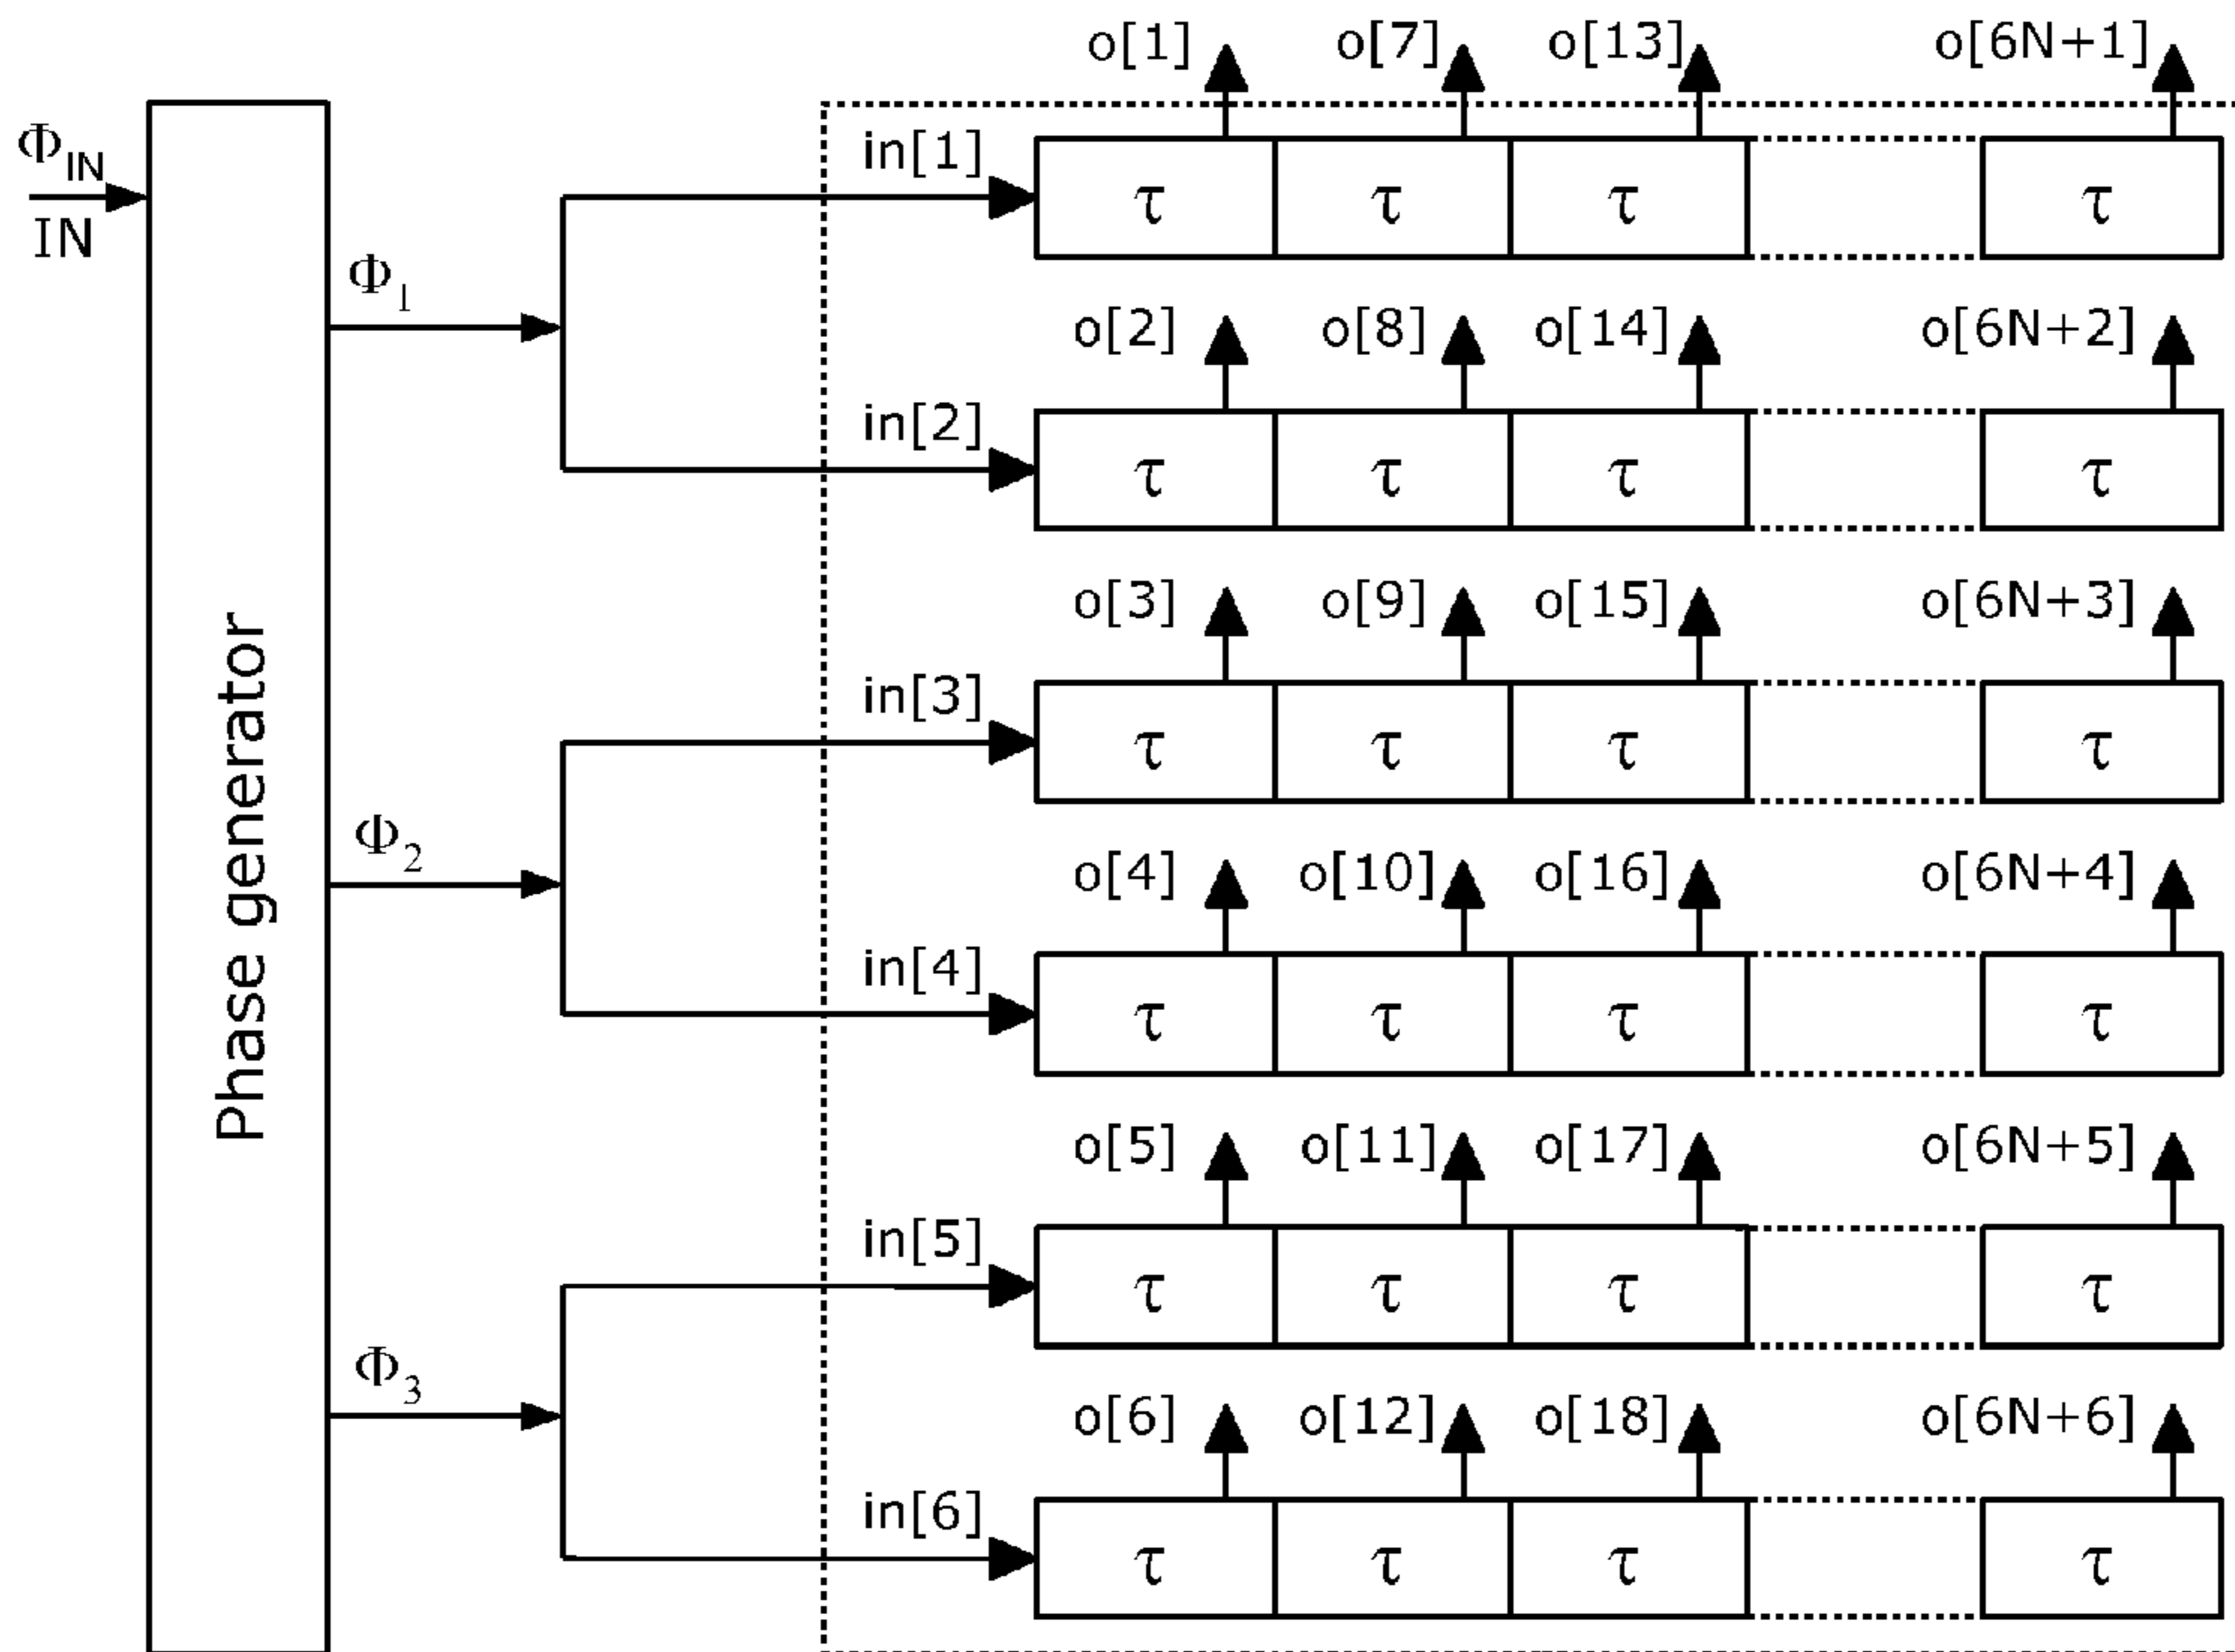 o[1] o[7] o[13] o[6N+1]
Φ_IN
IN
in[1]
τ τ τ τ
Φ_1
o[2] o[8] o[14] o[6N+2]
in[2]
τ τ τ τ
o[3] o[9] o[15] o[6N+3]
in[3]
τ τ τ τ
Phase generator
Φ_2
o[4] o[10] o[16] o[6N+4]
in[4]
τ τ τ τ
o[5] o[11] o[17] o[6N+5]
in[5]
τ τ τ τ
Φ_3
o[6] o[12] o[18] o[6N+6]
in[6]
τ τ τ τ